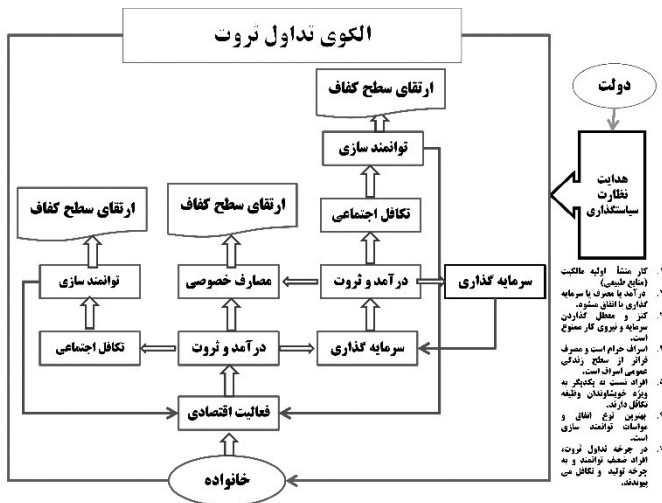 الکوی تداول ثروت
دولت
هدایت
نظارت
سیاستگذاری
ارتقای سطح کفاف
توانمند سازی
تکافل اجتماعی
ارتقای سطح کفاف
ارتقای سطح کفاف
توانمند سازی
مصارف خصوصی
درآمد و ثروت
سرمایه گذاری
تکافل اجتماعی
درآمد و ثروت
سرمایه گذاری
فعالیت اقتصادی
خانواده
کار منشأ اولیه مالکیت
(منابع طبیعی)
درآمد یا مصرف یا سرمایه
گذاری یا انفاق میشود.
کنز و معطل گذاردن
سرمایه و نیروی کار ممنوع
است.
اسراف حرام است و مصرف
فراتر از سطح زندگی
عمومی اسراف است.
افراد نسبت به یکدیگر به
ویژه خویشاوندان وظیفه
تکافل دارند.
بهترین نوع انفاق و
مواسات توانمند سازی
است.
در چرخه تداول ثروت،
افراد ضعیف توانمند و به
چرخه تولید و تکافل می
پیوندند.